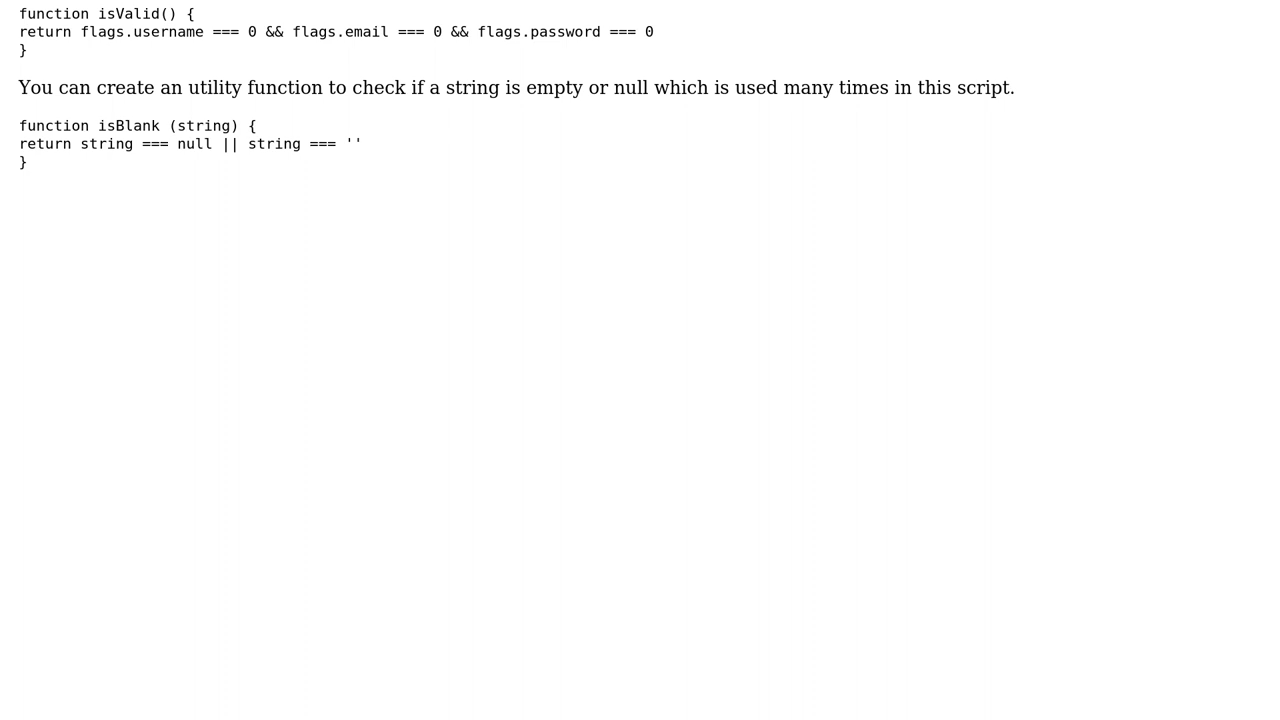 function isValid() {
return flags.username === 0 && flags.email === 0 && flags.password === 0
}
You can create an utility function to check if a string is empty or null which is used many times in this script.
function isBlank (string) {
return string === null || string === ''
}